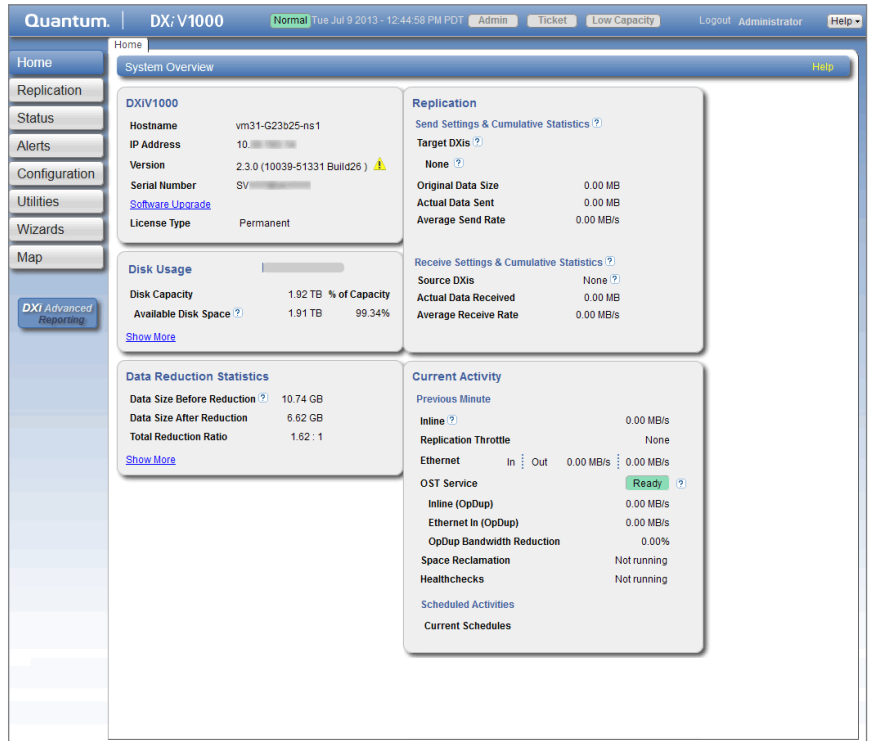 Quantum. DXi V1000 Normal Tue Jul 9 2013 - 12:44:58 PM PDT Admin Ticket Low Capacity Logout Administrator Help
Home
Home
Replication
Status
Alerts
Configuration
Utilities
Wizards
Map
DXi Advanced
Reporting
System Overview Help
DXiV1000
Hostname vm31-G23b25-ns1
IP Address 10.
Version 2.3.0 (10039-51331 Build26 )
Serial Number SV
Software Upgrade
License Type Permanent
Disk Usage
Disk Capacity 1.92 TB % of Capacity
Available Disk Space ? 1.91 TB 99.34%
Show More
Data Reduction Statistics
Data Size Before Reduction ? 10.74 GB
Data Size After Reduction 6.62 GB
Total Reduction Ratio 1.62 : 1
Show More
Replication
Send Settings & Cumulative Statistics ?
Target DXis ?
None ?
Original Data Size 0.00 MB
Actual Data Sent 0.00 MB
Average Send Rate 0.00 MB/s
Receive Settings & Cumulative Statistics ?
Source DXis None ?
Actual Data Received 0.00 MB
Average Receive Rate 0.00 MB/s
Current Activity
Previous Minute
Inline ? 0.00 MB/s
Replication Throttle None
Ethernet In Out 0.00 MB/s 0.00 MB/s
OST Service Ready ?
Inline (OpDup) 0.00 MB/s
Ethernet In (OpDup) 0.00 MB/s
OpDup Bandwidth Reduction 0.00%
Space Reclamation Not running
Healthchecks Not running
Scheduled Activities
Current Schedules